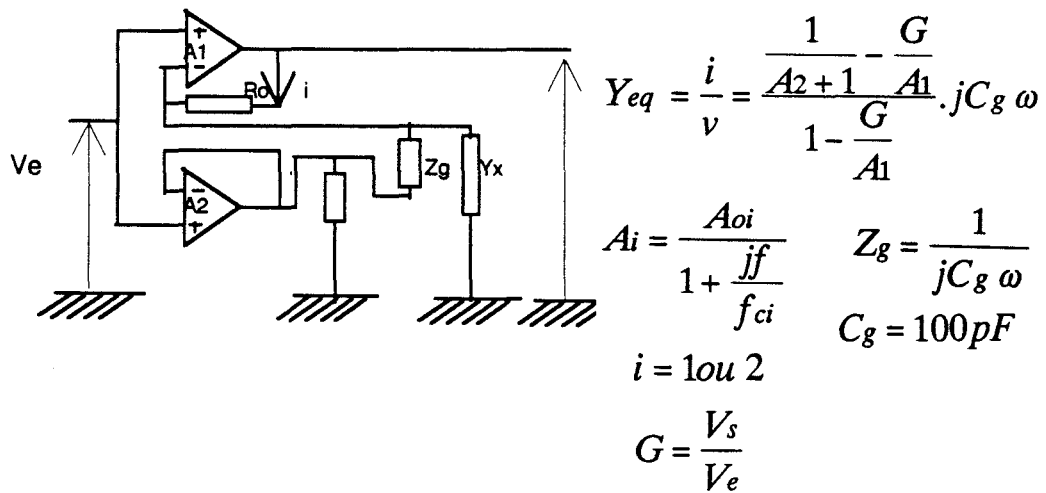 A1
+
−
Rd
i
Ve
Zg
Yx
A2
−
+
Yeq = i/v = (1/(A2+1) − G/A1)/(1 − G/A1) . jCg ω
Ai = Aoi/(1 + jf/fci)
Zg = 1/(jCg ω)
Cg = 100pF
i = 1ou 2
G = Vs/Ve